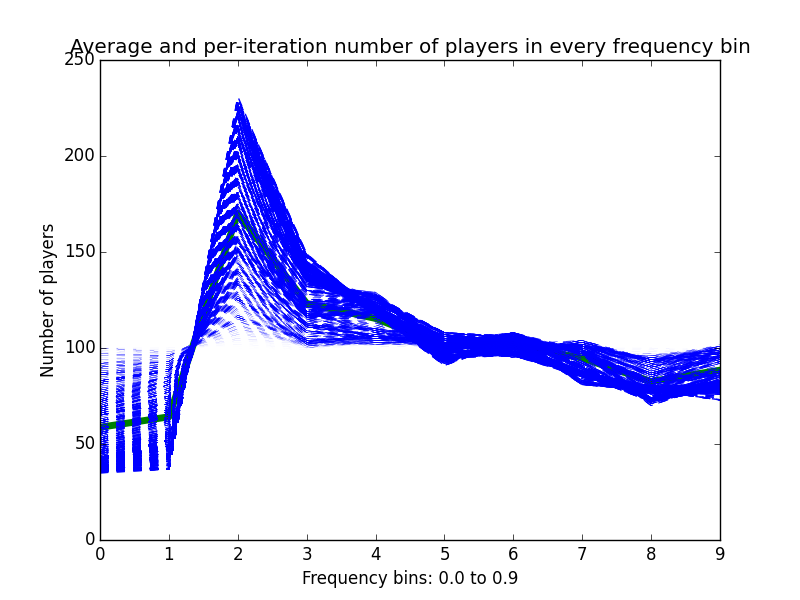 Average and per-iteration number of players in every frequency bin
250
200
150
100
50
0
Number of players
0 1 2 3 4 5 6 7 8 9
Frequency bins: 0.0 to 0.9